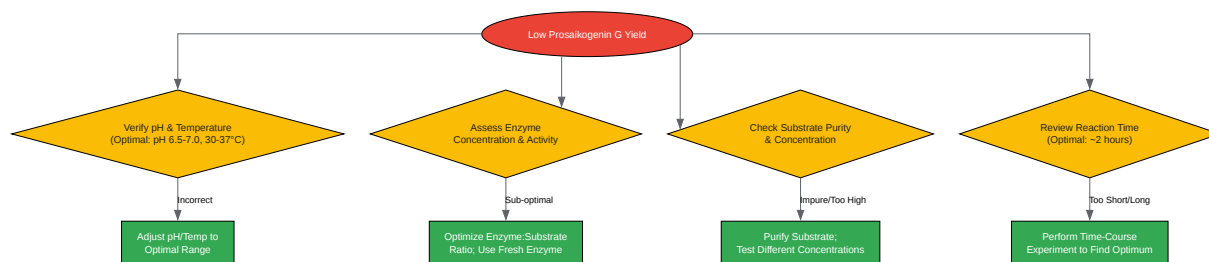 Low Prosaikogenin G Yield
Verify pH & Temperature
(Optimal: pH 6.5-7.0, 30-37°C)
Assess Enzyme
Concentration & Activity
Check Substrate Purity
& Concentration
Review Reaction Time
(Optimal: ~2 hours)
Incorrect
Sub-optimal
Impure/Too High
Too Short/Long
Adjust pH/Temp to
Optimal Range
Optimize Enzyme:Substrate
Ratio; Use Fresh Enzyme
Purify Substrate;
Test Different Concentrations
Perform Time-Course
Experiment to Find Optimum